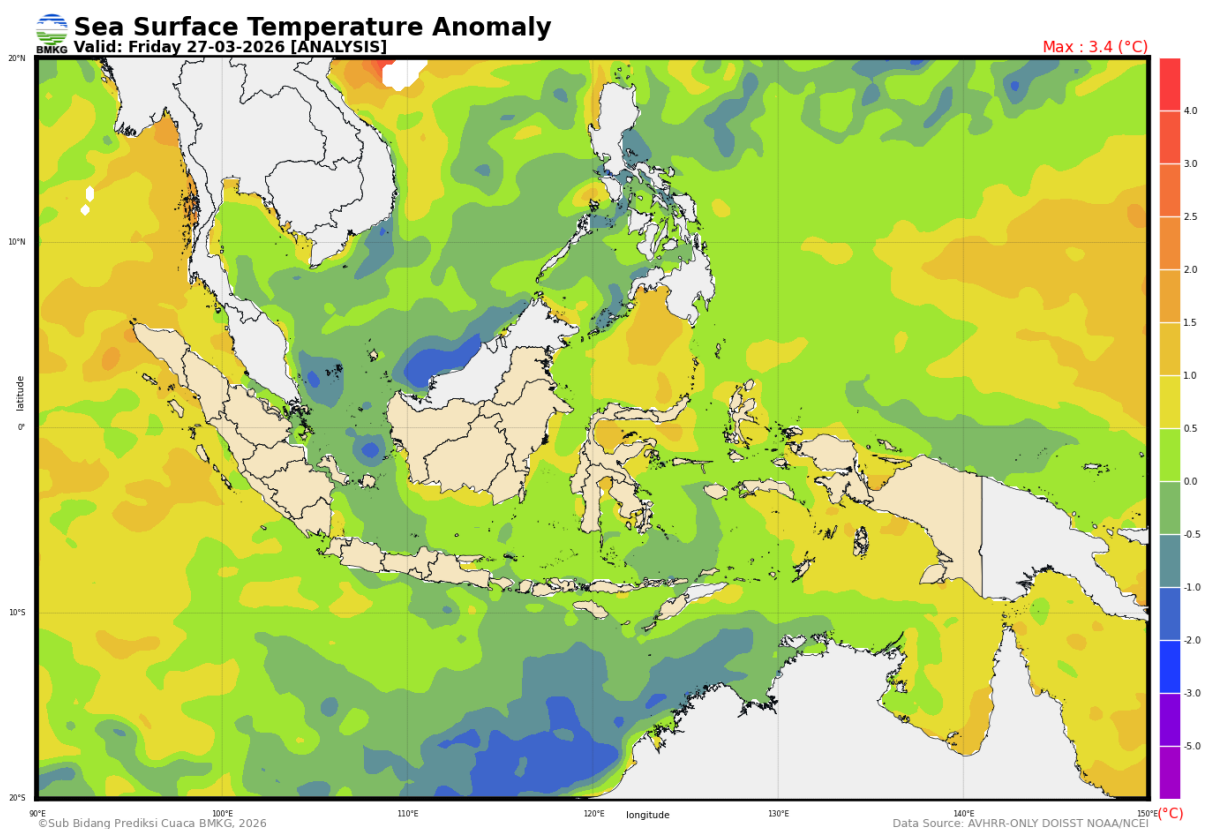 Sea Surface Temperature Anomaly
BMKG
Valid: Friday 27-03-2026 [ANALYSIS]
Max : 3.4 (°C)
20°N
10°N
0°
10°S
20°S
latitude
90°E
100°E
110°E
120°E
130°E
140°E
150°E
longitude
4.0
3.0
2.5
2.0
1.5
1.0
0.5
0.0
-0.5
-1.0
-2.0
-3.0
-5.0
(°C)
©Sub Bidang Prediksi Cuaca BMKG, 2026
Data Source: AVHRR-ONLY DOISST NOAA/NCEI